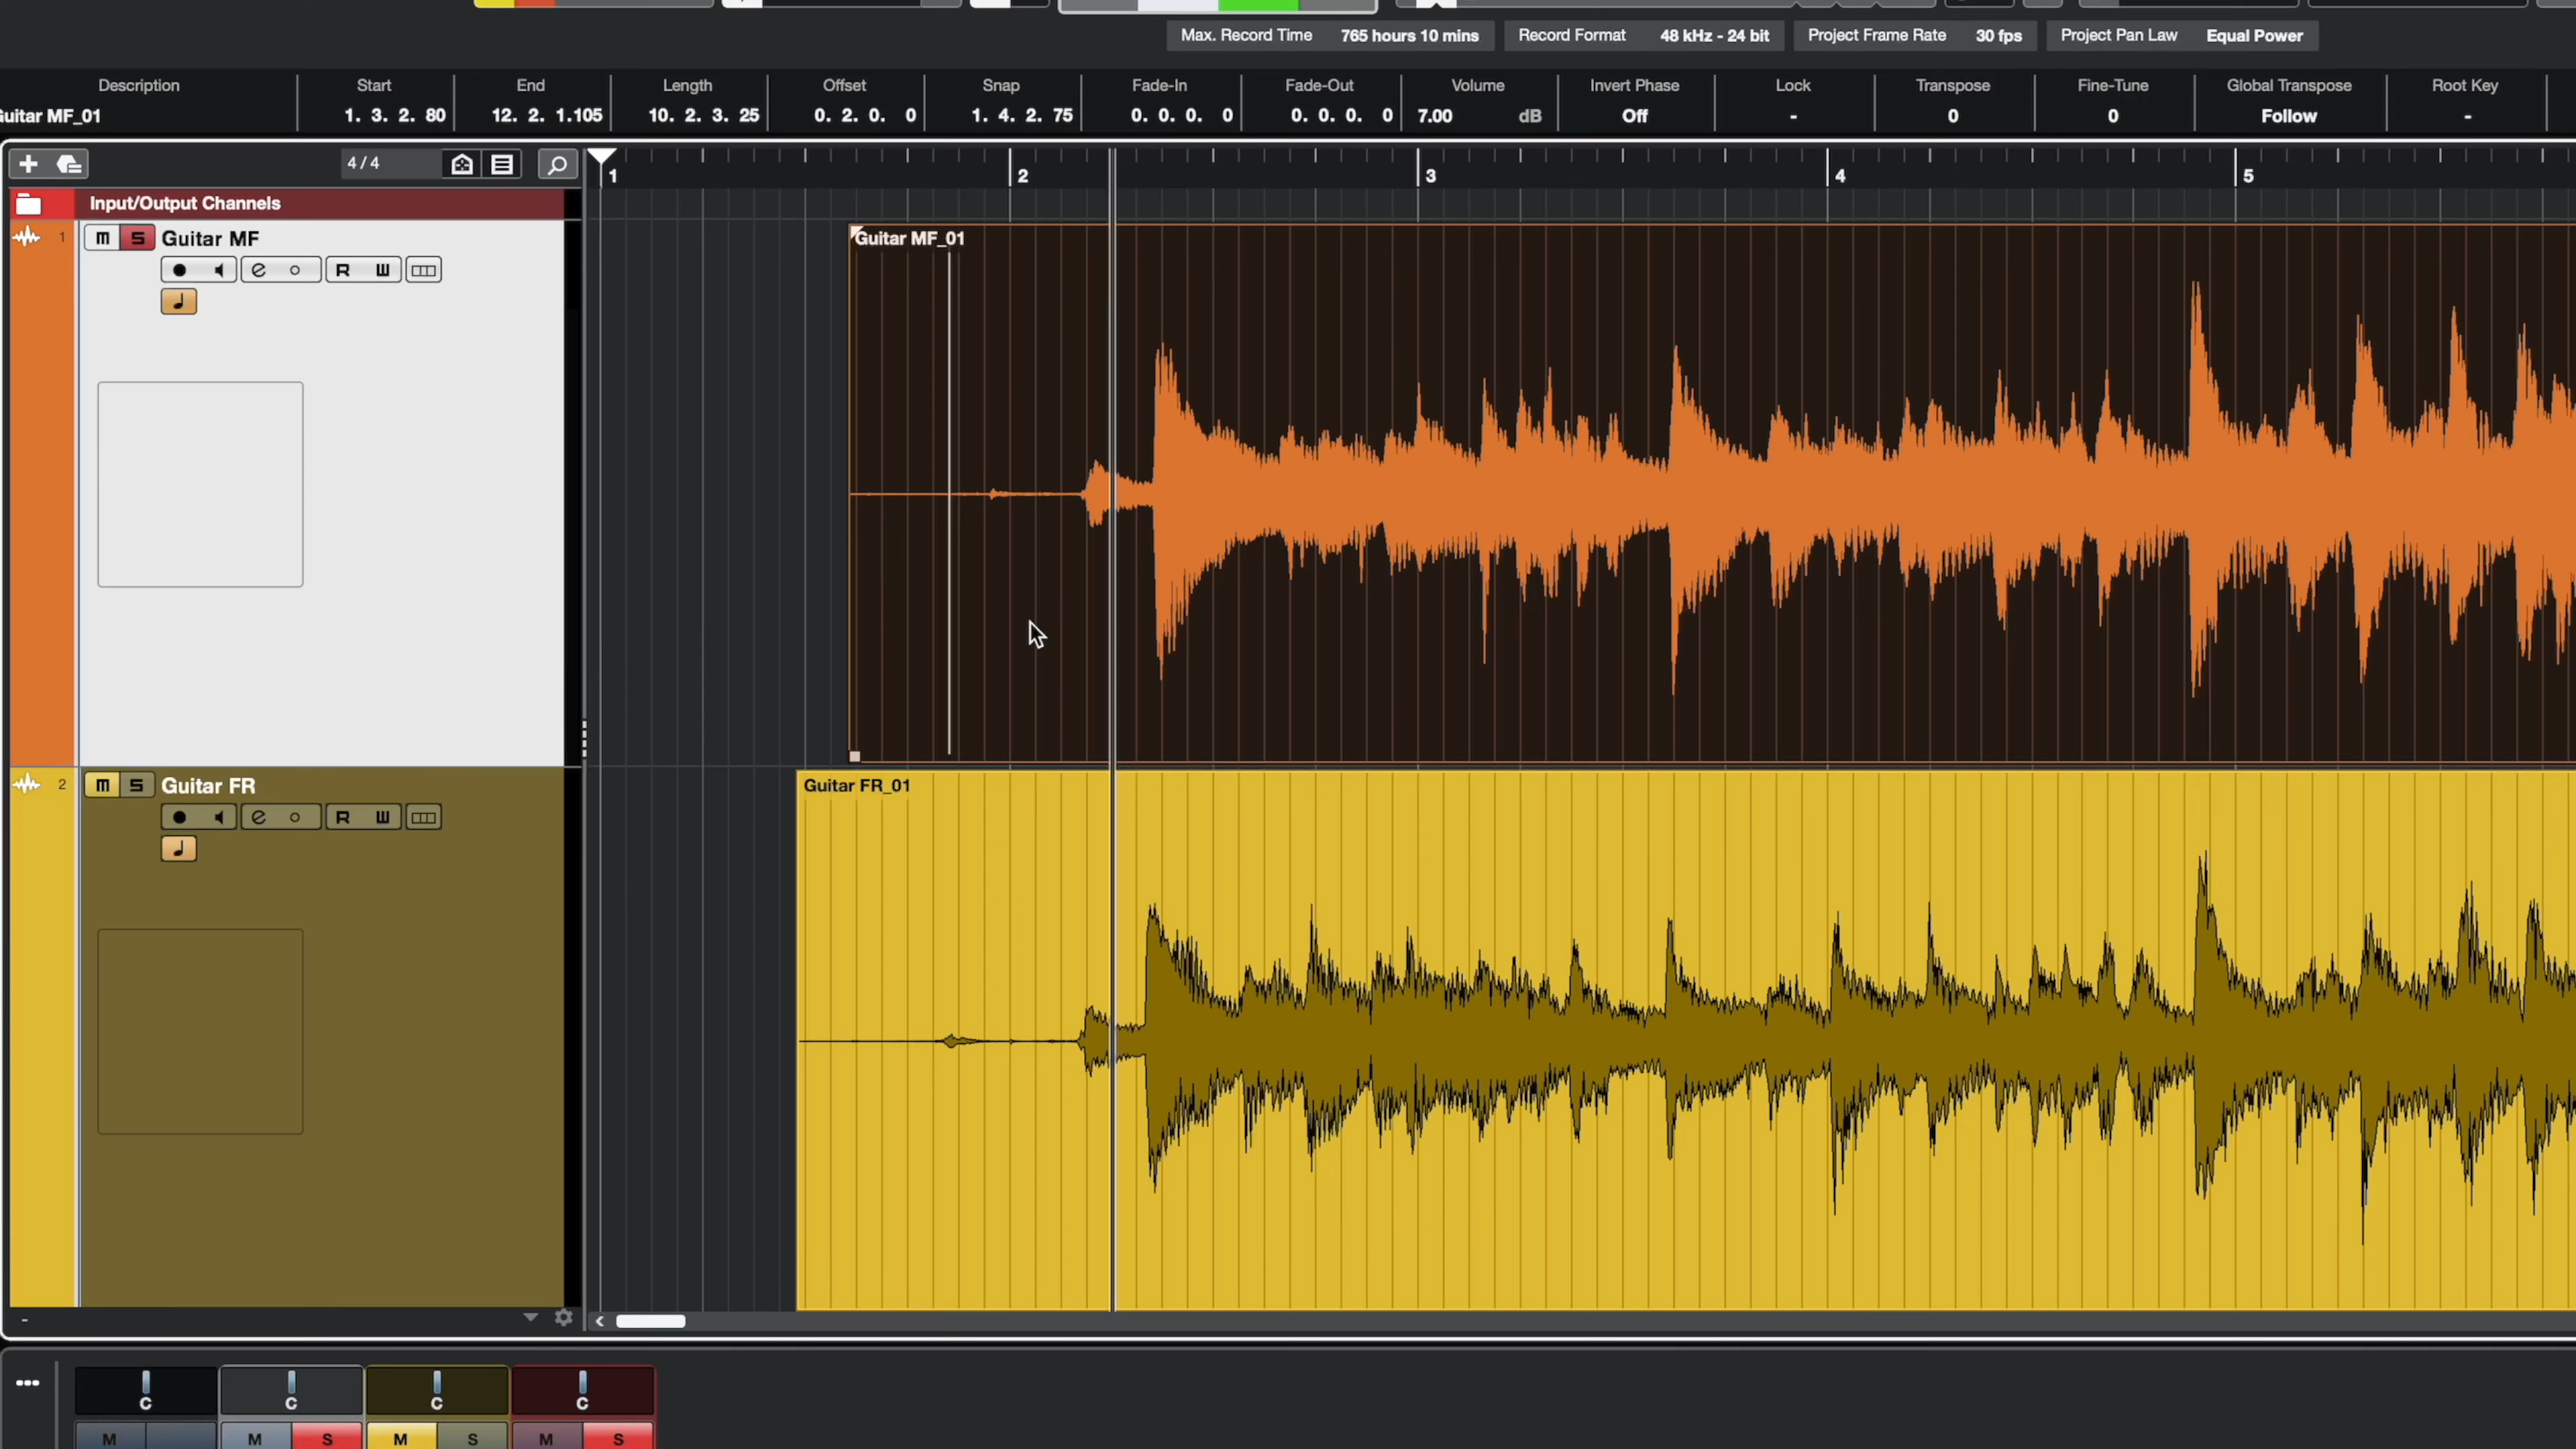 Max. Record Time 765 hours 10 mins Record Format 48 kHz - 24 bit Project Frame Rate 30 fps Project Pan Law Equal Power
Description Start End Length Offset Snap Fade-In Fade-Out Volume Invert Phase Lock Transpose Fine-Tune Global Transpose Root Key
Guitar MF_01 1. 3. 2. 80 12. 2. 1.105 10. 2. 3. 25 0. 2. 0. 0 1. 4. 2. 75 0. 0. 0. 0 0. 0. 0. 0 7.00 dB Off - 0 0 Follow -
4 / 4
1 2 3 4 5
Input/Output Channels
1 m S Guitar MF Guitar MF_01
e R W
2 m S Guitar FR Guitar FR_01
e R W
-
C C C C
M M S M S M S